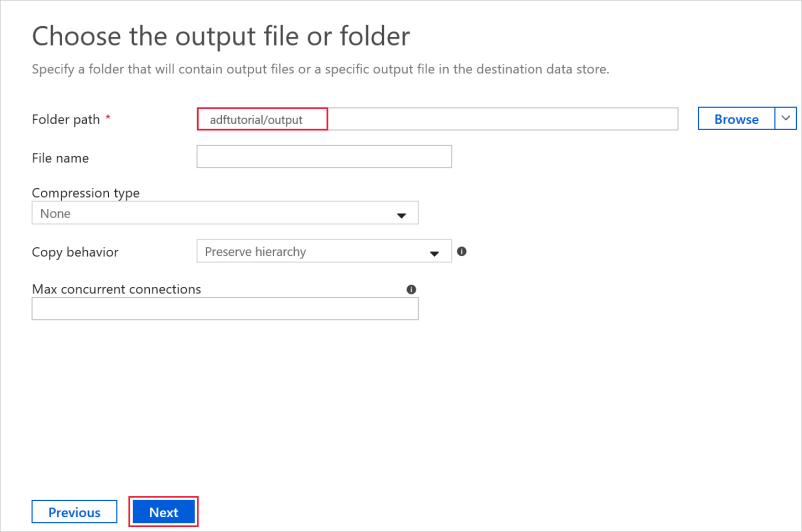 Choose the output file or folder
Specify a folder that will contain output files or a specific output file in the destination data store.
Folder path * adftutorial/output Browse
File name
Compression type
None
Copy behavior Preserve hierarchy
Max concurrent connections
Previous Next